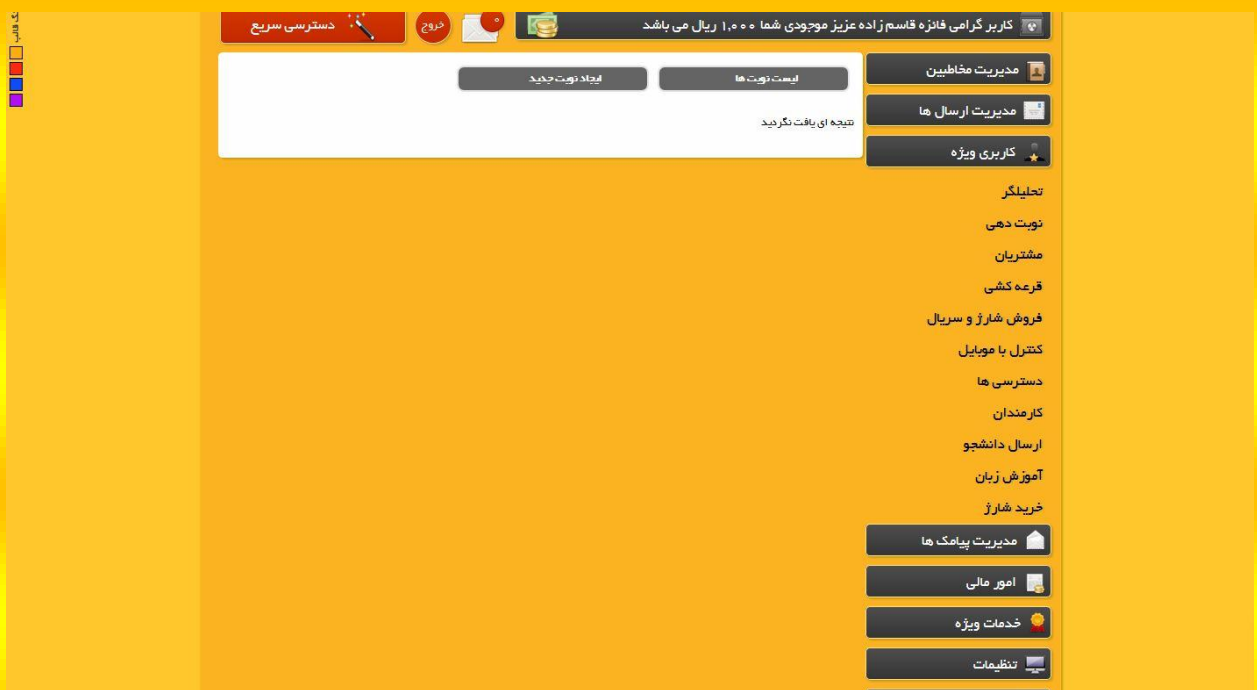 کاربر گرامی فائزه قاسم زاده عزیز موجودی شما ۱,۰۰۰ ریال می باشد
۰
خروج
دسترسی سریع
مدیریت مخاطبین
مدیریت ارسال ها
کاربری ویژه
تحلیلگر
نوبت دهی
مشتریان
قرعه کشی
فروش شارژ و سریال
کنترل با موبایل
دسترسی ها
کارمندان
ارسال دانشجو
آموزش زبان
خرید شارژ
مدیریت پیامک ها
امور مالی
خدمات ویژه
تنظیمات
لیست نوبت ها
ایجاد نوبت جدید
نتیجه ای یافت نگردید
قالب